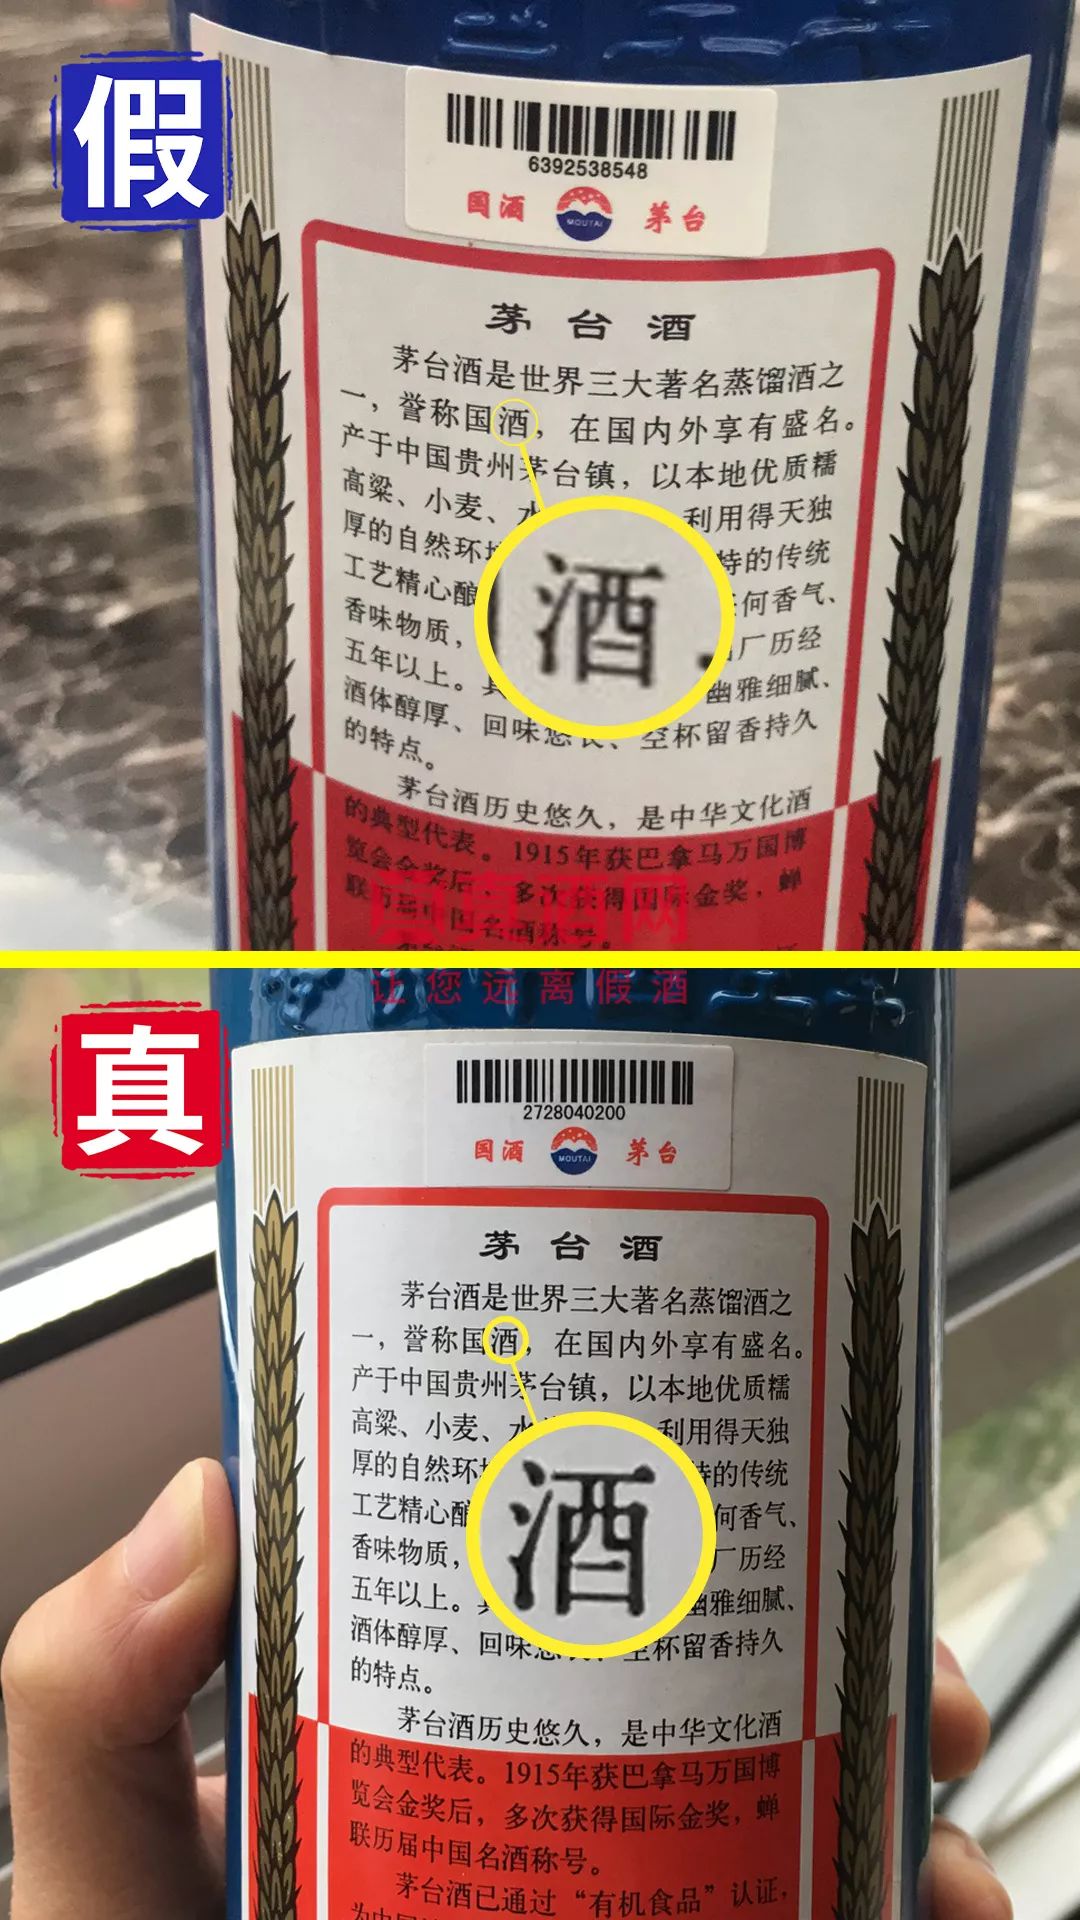 假
6392538548
国酒 MOUTAI 茅台
茅台酒
茅台酒是世界三大著名蒸馏酒之
一，誉称国酒，在国内外享有盛名。
产于中国贵州茅台镇，以本地优质糯
高粱、小麦、水 利用得天独
厚的自然环 特的传统
工艺精心酿 何香气、
香味物质， 厂历经
五年以上。 幽雅细腻、
酒
酒体醇厚、回味悠长、空杯留香持久
的特点。
茅台酒历史悠久，是中华文化酒
的典型代表。1915年获巴拿马万国博
览会金奖后，多次获得国际金奖，蝉
联历届中国名酒称号。
让您远离假酒
真
2728040200
国酒 MOUTAI 茅台
茅台酒
茅台酒是世界三大著名蒸馏酒之
一，誉称国酒，在国内外享有盛名。
产于中国贵州茅台镇，以本地优质糯
高粱、小麦、水 利用得天独
厚的自然环 特的传统
工艺精心酿 何香气、
香味物质， 厂历经
五年以上。 幽雅细腻、
酒
酒体醇厚、回味悠长、空杯留香持久
的特点。
茅台酒历史悠久，是中华文化酒
的典型代表。1915年获巴拿马万国博
览会金奖后，多次获得国际金奖，蝉
联历届中国名酒称号。
茅台酒已通过“有机食品”认证，